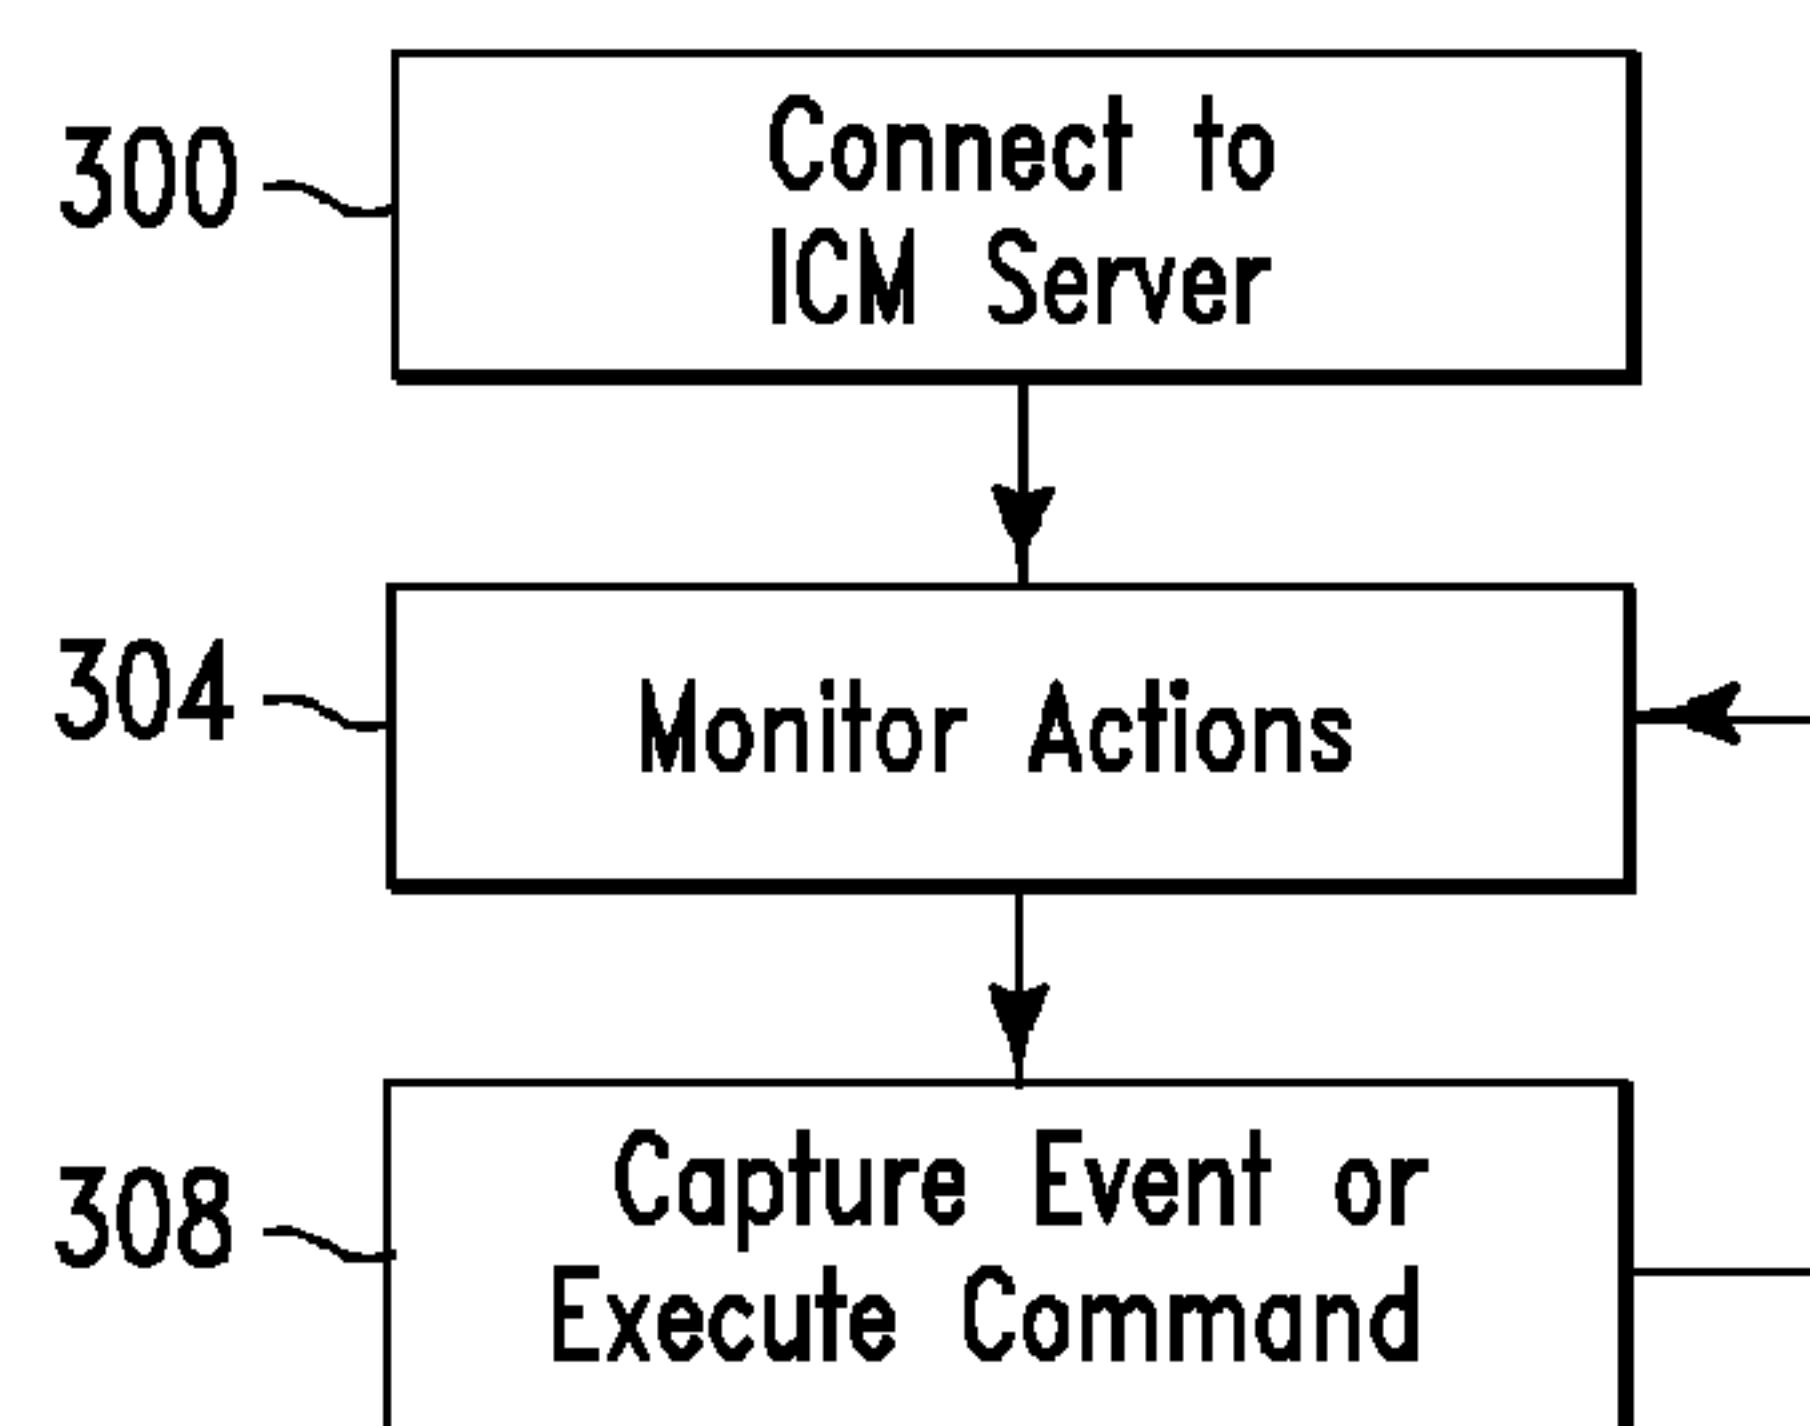 300
Connect to
ICM Server
304
Monitor Actions
308
Capture Event or
Execute Command